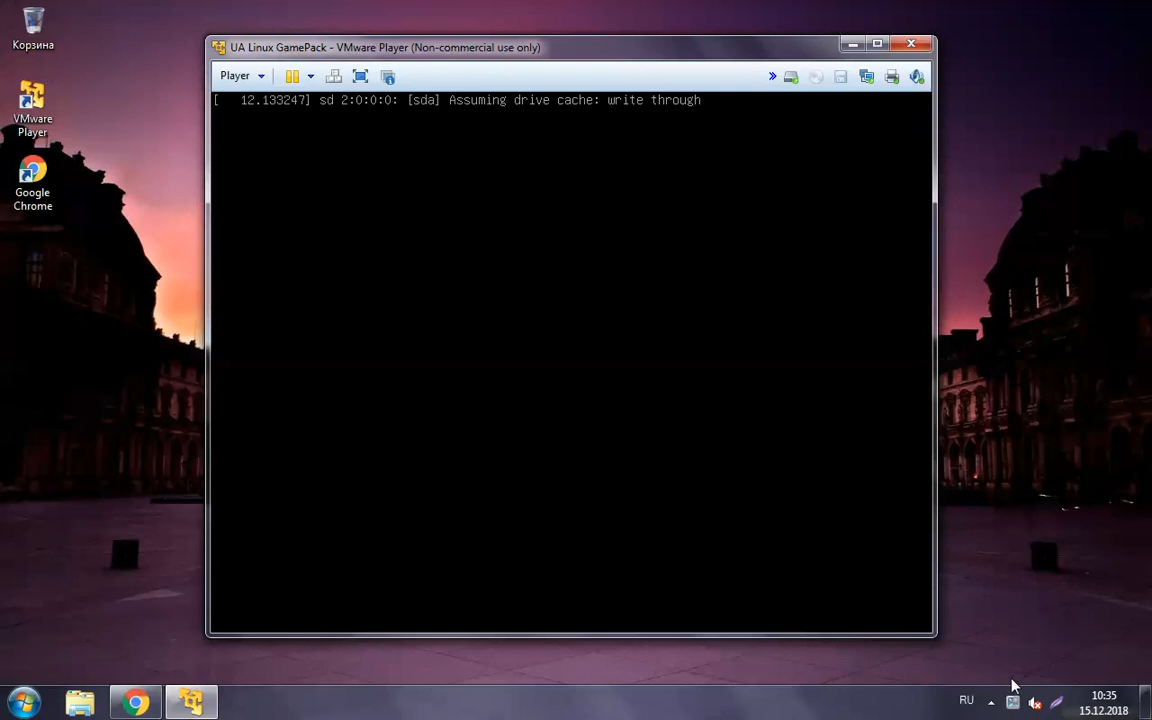 Корзина
VMware
Player
Google
Chrome
UA Linux GamePack - VMware Player (Non-commercial use only)
Player
[   12.133247] sd 2:0:0:0: [sda] Assuming drive cache: write through
RU
10:35
15.12.2018